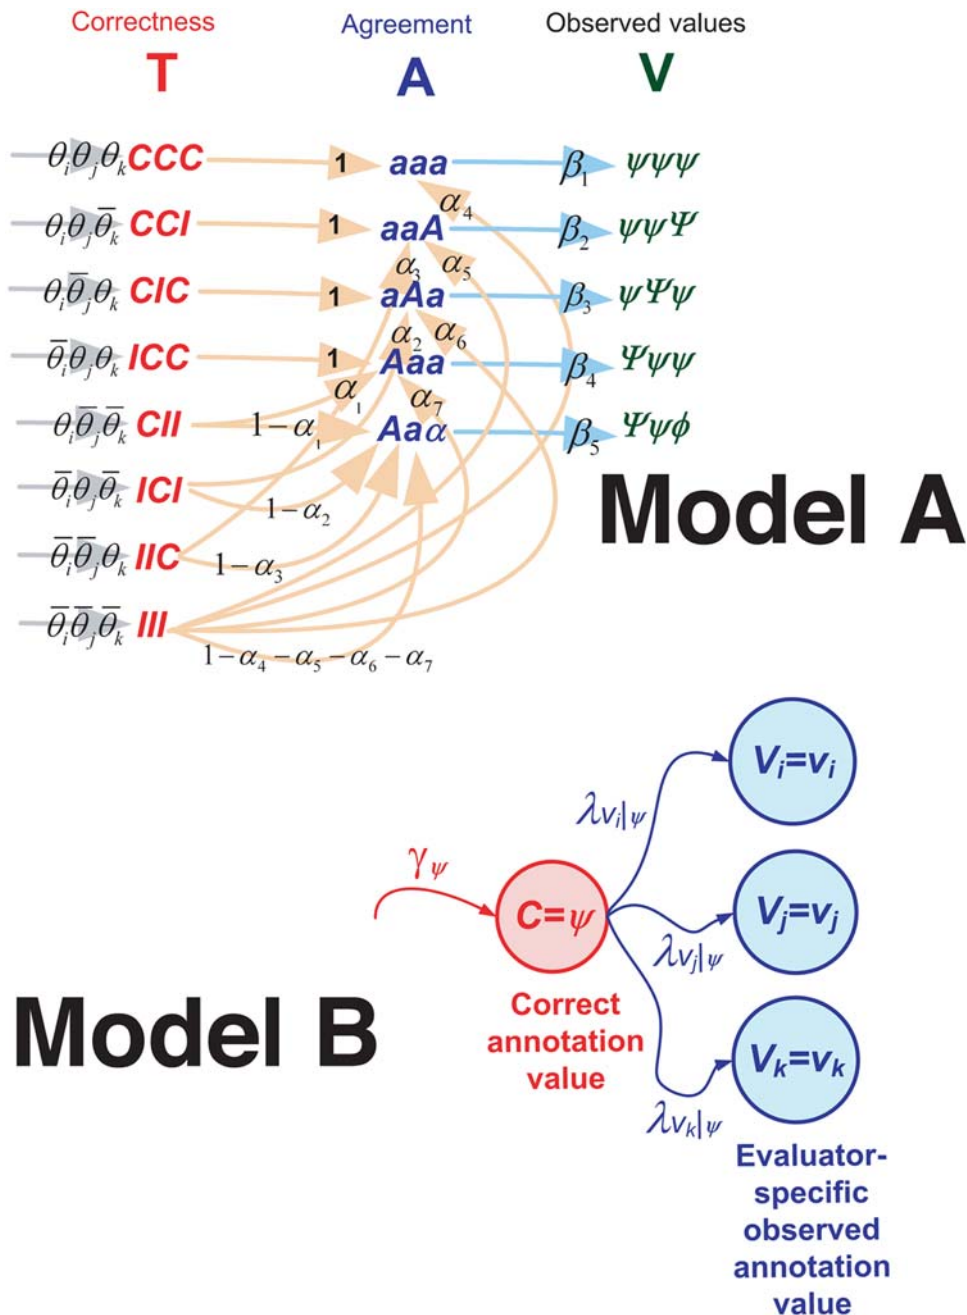 Correctness Agreement Observed values
T A V
θᵢθⱼθₖ CCC 1 aaa β₁ ψψψ
α₄
θᵢθⱼθ̄ₖ CCI 1 aaA β₂ ψψΨ
α₃ α₅
θᵢθ̄ⱼθₖ CIC 1 aAa β₃ ψΨψ
α₂ α₆
θ̄ᵢθⱼθₖ ICC 1 Aaa β₄ Ψψψ
α₁ α₇
θᵢθ̄ⱼθ̄ₖ CII 1−α₁ Aaα β₅ Ψψϕ
θ̄ᵢθⱼθ̄ₖ ICI 1−α₂
Model A
θ̄ᵢθ̄ⱼθₖ IIC 1−α₃
θ̄ᵢθ̄ⱼθ̄ₖ III
1−α₄−α₅−α₆−α₇
Vᵢ=vᵢ
λvᵢ|ψ
γψ
C=ψ
Vⱼ=vⱼ
λvⱼ|ψ
Model B
Correct
annotation
value
Vₖ=vₖ
λvₖ|ψ
Evaluator-
specific
observed
annotation
value